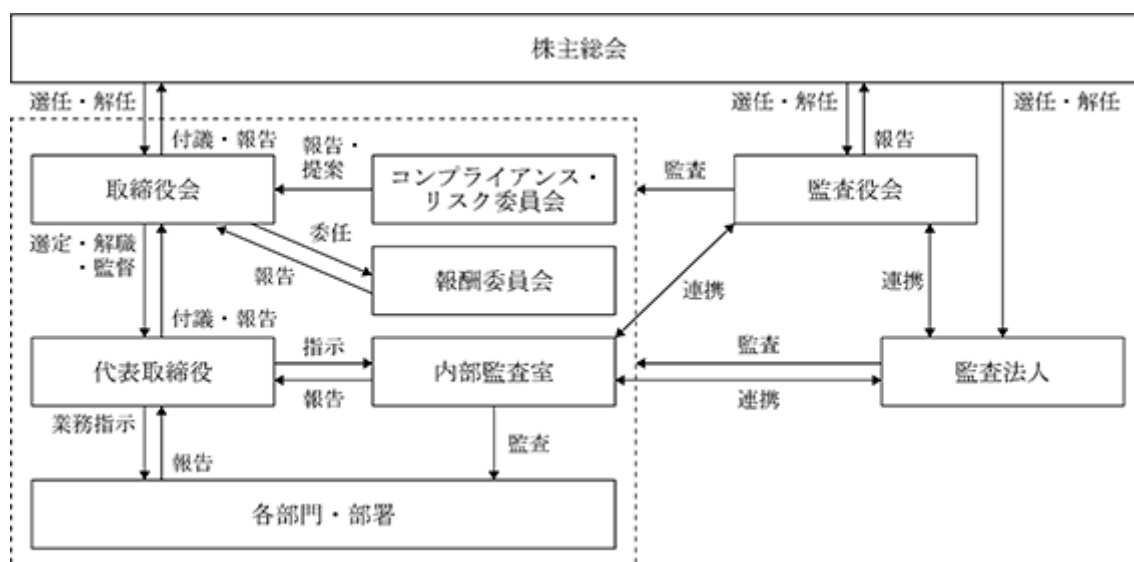 株主総会
選任・解任
選任・解任
選任・解任
付議・報告
報告
報告・
提案
監査
取締役会
コンプライアンス・
リスク委員会
監査役会
選定・解職
・監督
委任
報告
報酬委員会
連携
連携
付議・報告
指示
監査
代表取締役
内部監査室
監査法人
報告
連携
業務指示
監査
報告
各部門・部署